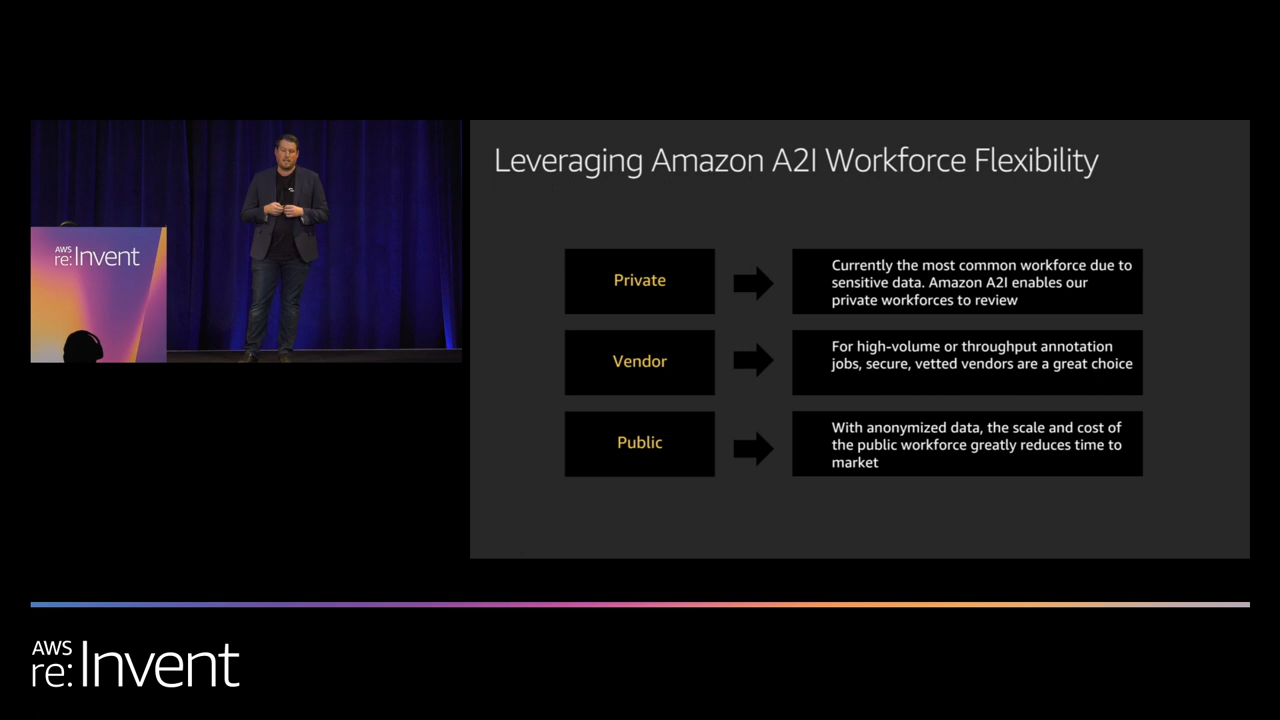 Leveraging Amazon A2I Workforce Flexibility
Private
Currently the most common workforce due to
sensitive data. Amazon A2I enables our
private workforces to review
Vendor
For high-volume or throughput annotation
jobs, secure, vetted vendors are a great choice
Public
With anonymized data, the scale and cost of
the public workforce greatly reduces time to
market
AWS
re:Invent
AWS
re:Invent